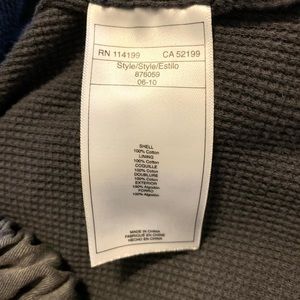 RN 114199 CA 52199
Style/Style/Estilo
876059
06-10
SHELL
100% Cotton
LINING
100% Cotton
COQUILLE
100% Coton
DOUBLURE
100% Coton
EXTERIOR
100% Algodón
FORRO
100% Algodón
MADE IN CHINA
FABRIQUÉ EN CHINE
HECHO EN CHINA